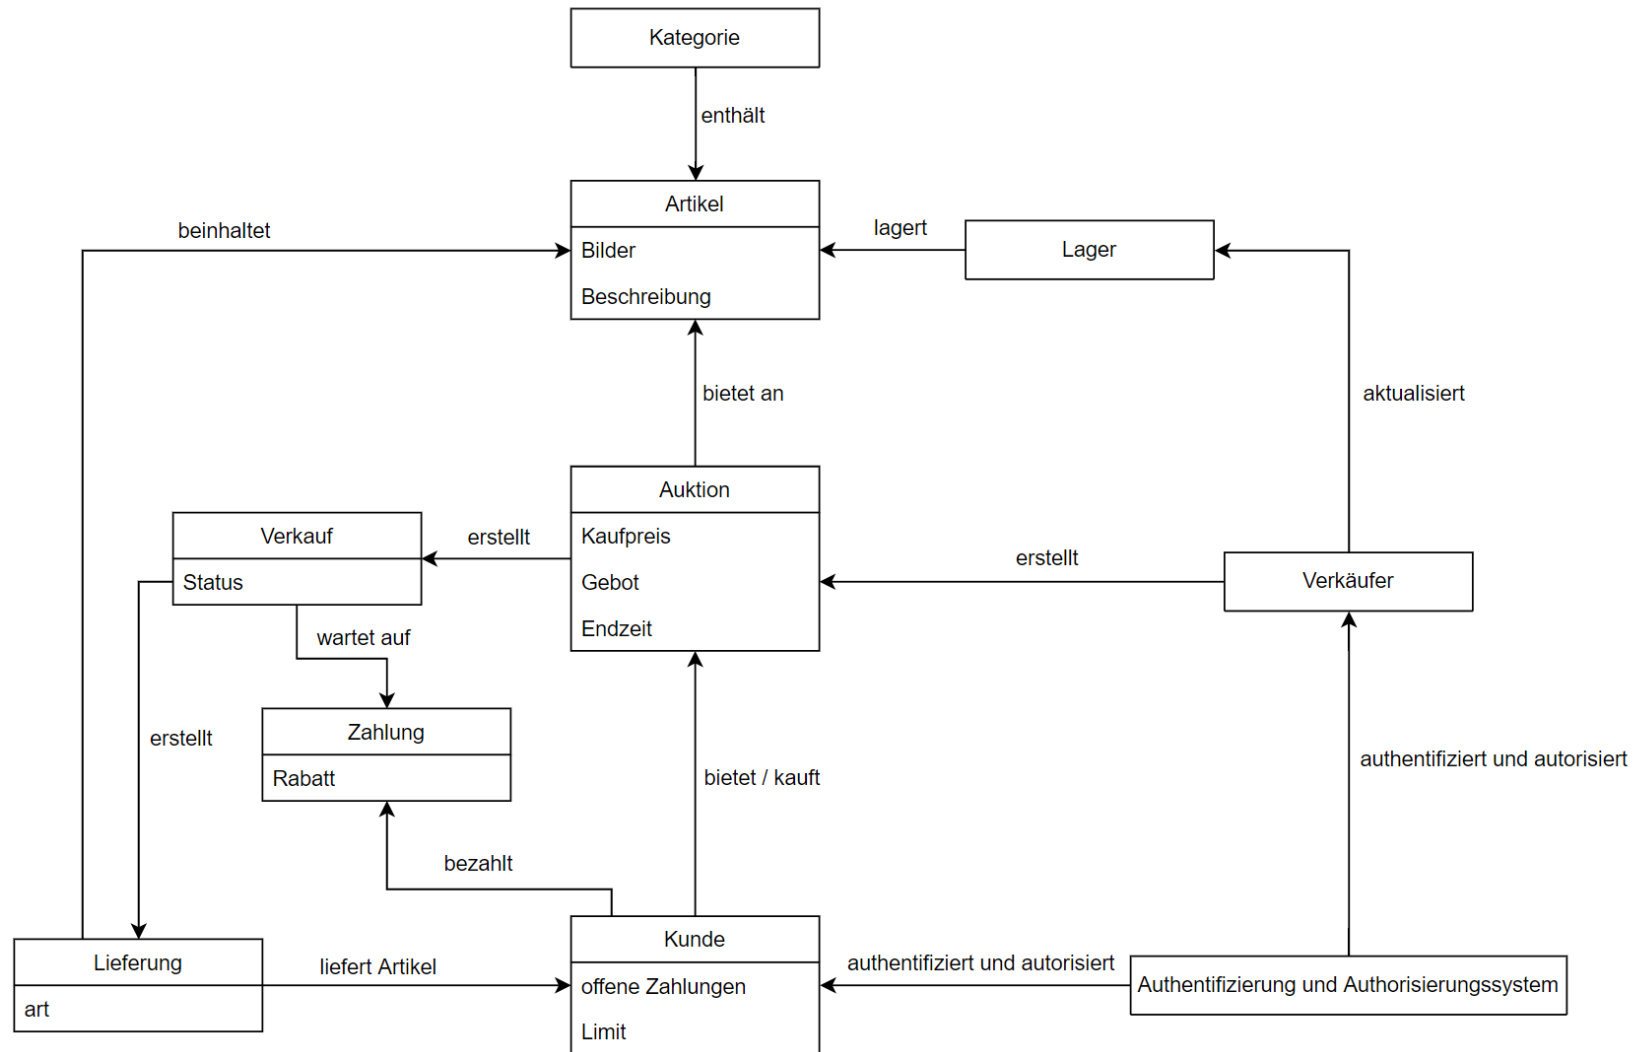 Kategorie
enthält
Artikel
Bilder
Beschreibung
beinhaltet
lagert
Lager
bietet an
aktualisiert
Auktion
Kaufpreis
Gebot
Endzeit
Verkauf
Status
erstellt
erstellt
Verkäufer
wartet auf
Zahlung
Rabatt
erstellt
bietet / kauft
authentifiziert und autorisiert
bezahlt
Lieferung
art
liefert Artikel
Kunde
offene Zahlungen
Limit
authentifiziert und autorisiert
Authentifizierung und Authorisierungssystem